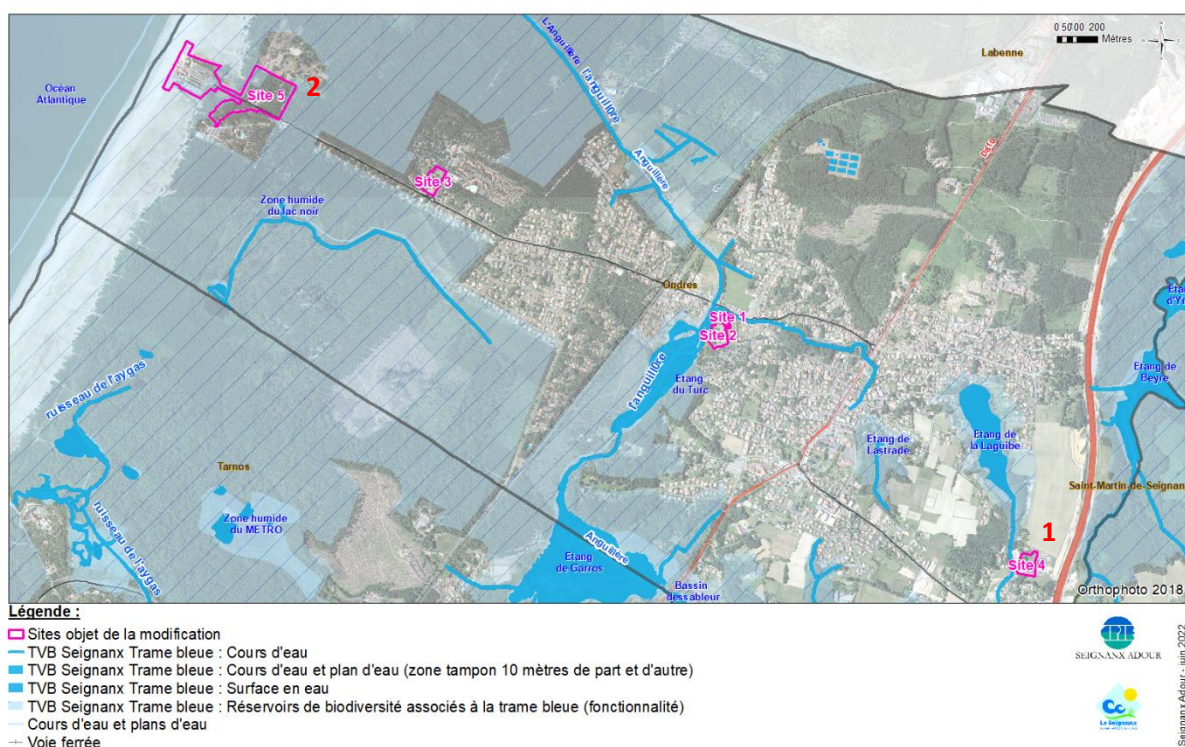 0 50100 200
Mètres
Labenne
Océan
Atlantique
Site 5
2
L'Anguillère
l'anguillère
Anguillère
D810
Site 3
Zone humide
du lac noir
Ondres
Site 1
Site 2
l'anguillère
Etang
du Turc
Etang
d'Y
Etang de
Beyre
ruisseau de l'aygas
Etang de
Lastrade
Etang de
la Laguibe
Tarnos
Saint-Martin-de-Seignan
Zone humide
du METRO
ruisseau de l'aygas
Anguillère
Etang
de Garros
Bassin
dessableur
1
Site 4
Orthophoto 2018
Légende :
Sites objet de la modification
TVB Seignanx Trame bleue : Cours d'eau
TVB Seignanx Trame bleue : Cours d'eau et plan d'eau (zone tampon 10 mètres de part et d'autre)
TVB Seignanx Trame bleue : Surface en eau
TVB Seignanx Trame bleue : Réservoirs de biodiversité associés à la trame bleue (fonctionnalité)
Cours d'eau et plans d'eau
Voie ferrée
CPIE
SEIGNANX ADOUR
Cc
Le Seignanx
Seignanx Adour - juin 2022